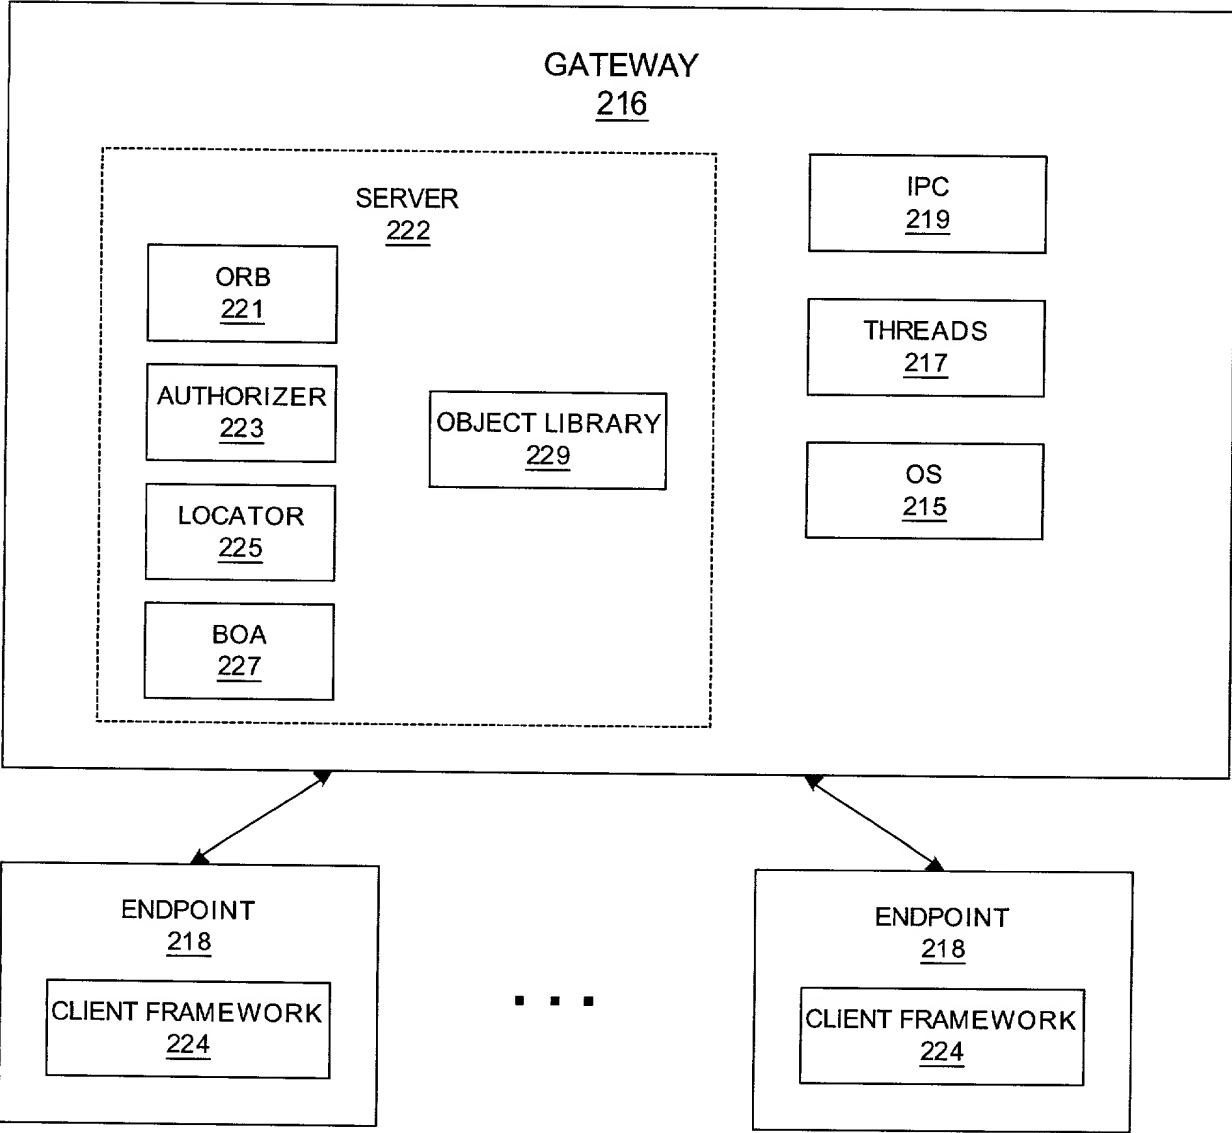 GATEWAY
216
SERVER
222
ORB
221
AUTHORIZER
223
LOCATOR
225
BOA
227
OBJECT LIBRARY
229
IPC
219
THREADS
217
OS
215
ENDPOINT
218
CLIENT FRAMEWORK
224
. . .
ENDPOINT
218
CLIENT FRAMEWORK
224